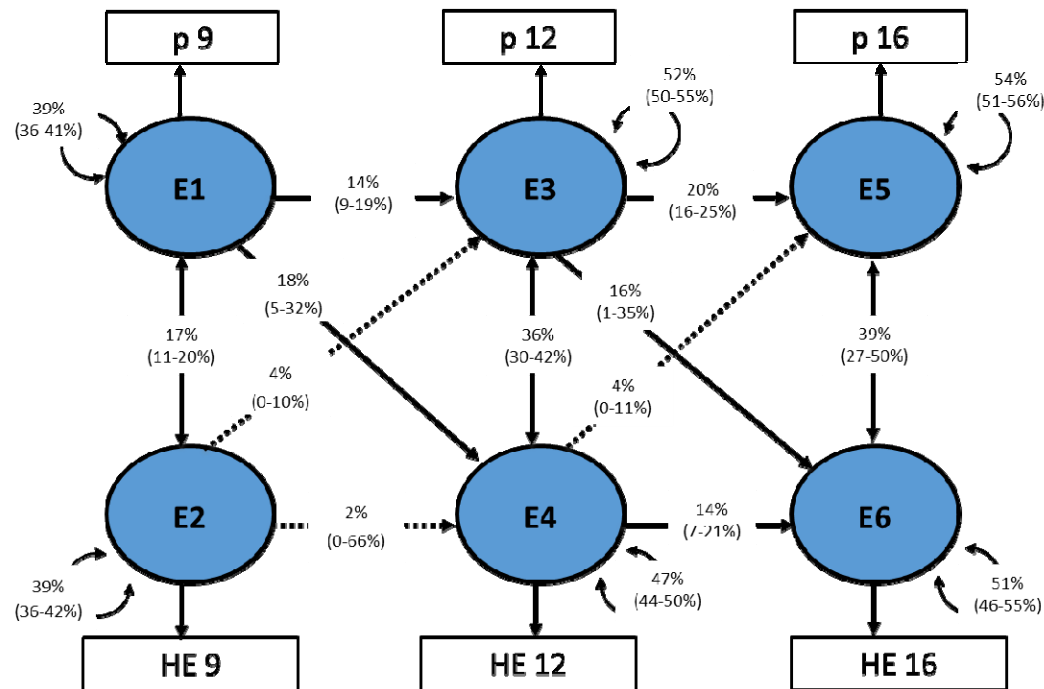 p 9
p 12
p 16
39%
(36-41%)
52%
(50-55%)
54%
(51-56%)
E1
14%
(9-19%)
E3
20%
(16-25%)
E5
18%
(5-32%)
16%
(1-35%)
17%
(11-20%)
36%
(30-42%)
39%
(27-50%)
4%
(0-10%)
4%
(0-11%)
E2
2%
(0-66%)
E4
14%
(7-21%)
E6
39%
(36-42%)
47%
(44-50%)
51%
(46-55%)
HE 9
HE 12
HE 16